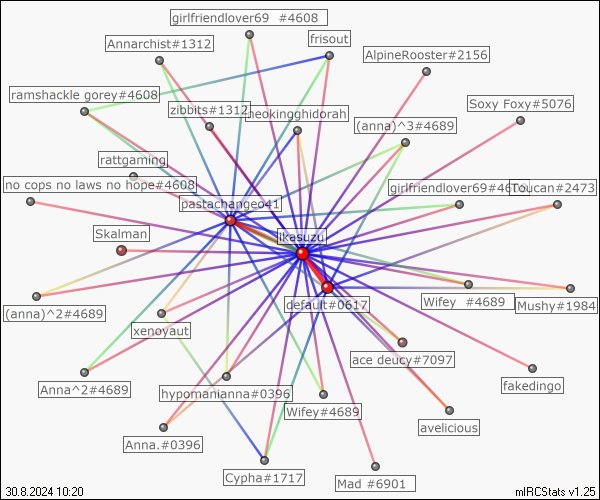 girlfriendlover69 #4608
Annarchist#1312
frisout
AlpineRooster#2156
ramshackle gorey#4608
zibbits#1312
heokingghidorah
Soxy Foxy#5076
(anna)^3#4689
rattgaming
no cops no laws no hope#4608
girlfriendlover69#460
Toucan#2473
pastachangeo41
Skalman
ikasuzu
(anna)^2#4689
default#0617
Wifey #4689
Mushy#1984
xenoyaut
ace deucy#7097
Anna^2#4689
hypomanianna#0396
fakedingo
Wifey#4689
avelicious
Anna.#0396
Cypha#1717
Mad #6901
30.8.2024 10:20
mIRCStats v1.25